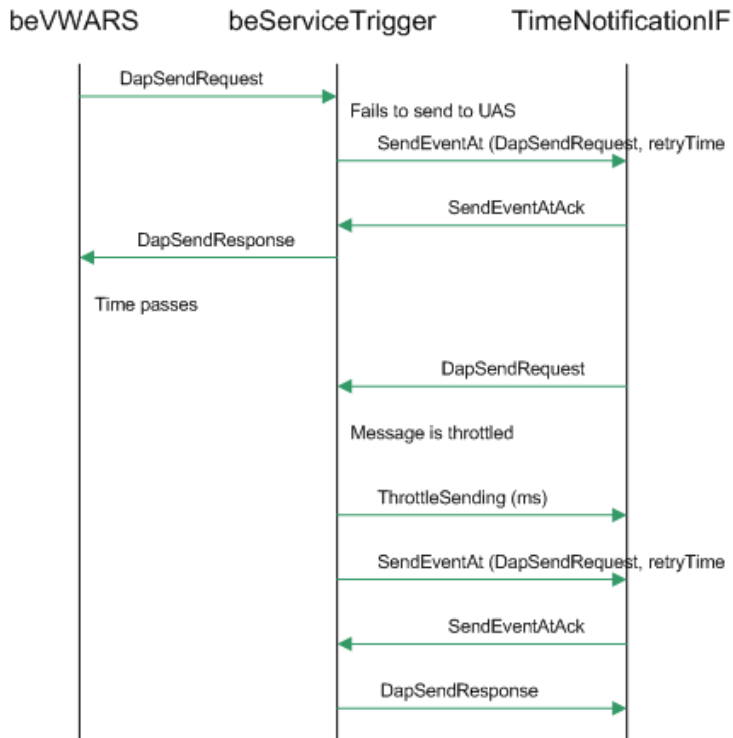 beVWARS beServiceTrigger TimeNotificationIF
DapSendRequest
Fails to send to UAS
SendEventAt (DapSendRequest, retryTime
SendEventAtAck
DapSendResponse
Time passes
DapSendRequest
Message is throttled
ThrottleSending (ms)
SendEventAt (DapSendRequest, retryTime
SendEventAtAck
DapSendResponse